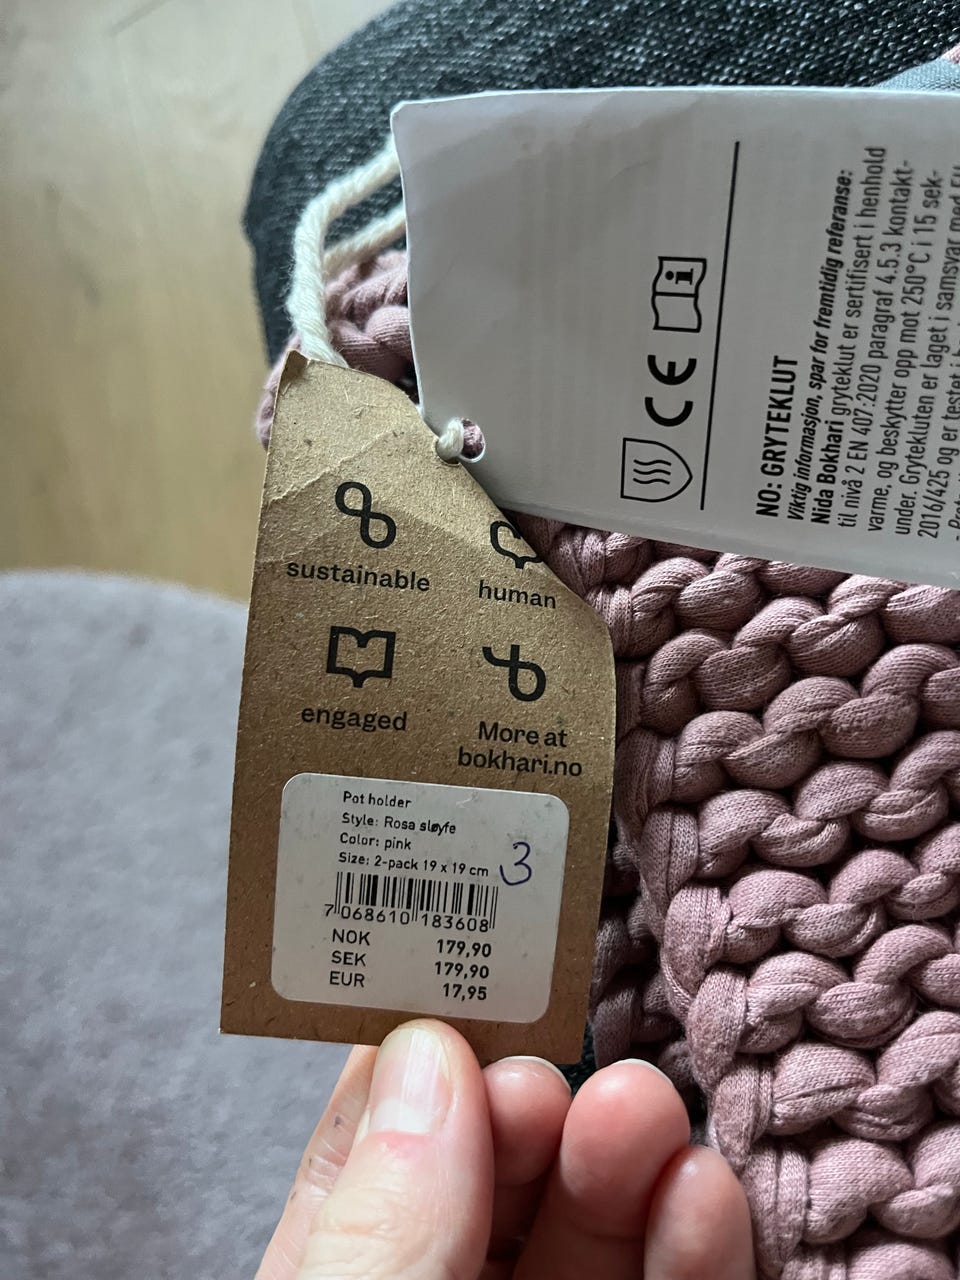 sustainable
human
engaged
More at
bokhari.no
Pot holder
Style: Rosa sløyfe
Color: pink
Size: 2-pack 19 x 19 cm
3
7 068610 183608
NOK 179,90
SEK 179,90
EUR 17,95
CE
i
NO: GRYTEKLUT
Viktig informasjon, spar for fremtidig referanse:
Nida Bokhari gryteklut er sertifisert i henhold
til nivå 2 EN 407:2020 paragraf 4.5.3 kontakt-
varme, og beskytter opp mot 250°C i 15 sek-
under. Grytekluten er laget i samsvar med
2016/425 og er testet i